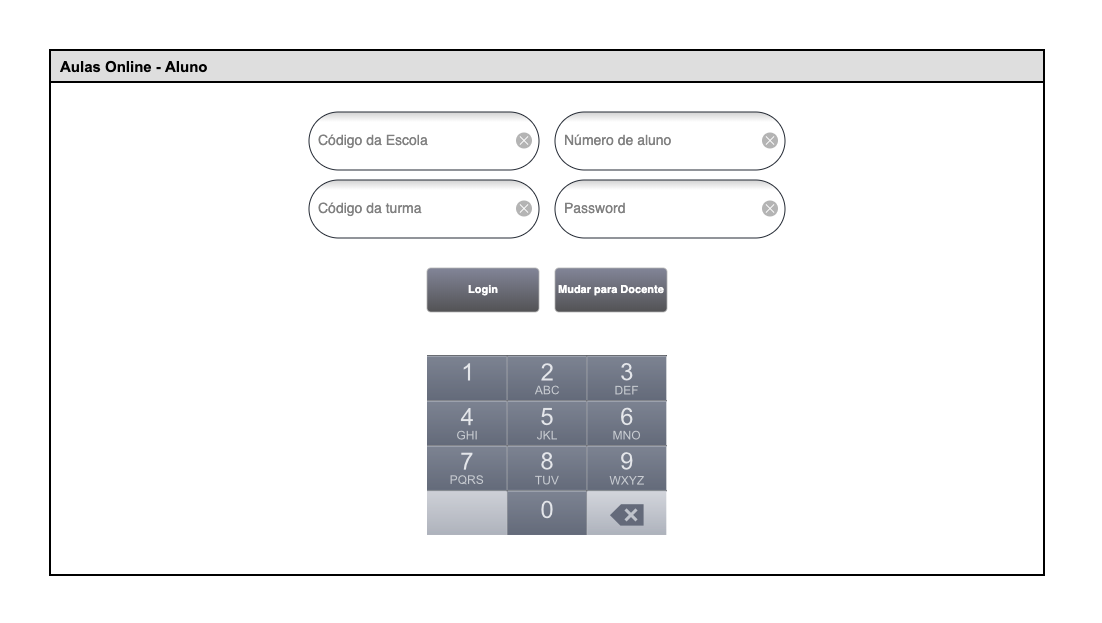 Aulas Online - Aluno
Código da Escola
Número de aluno
Código da turma
Password
Login
Mudar para Docente
1
2
3
ABC
DEF
4
5
6
GHI
JKL
MNO
7
8
9
PQRS
TUV
WXYZ
0